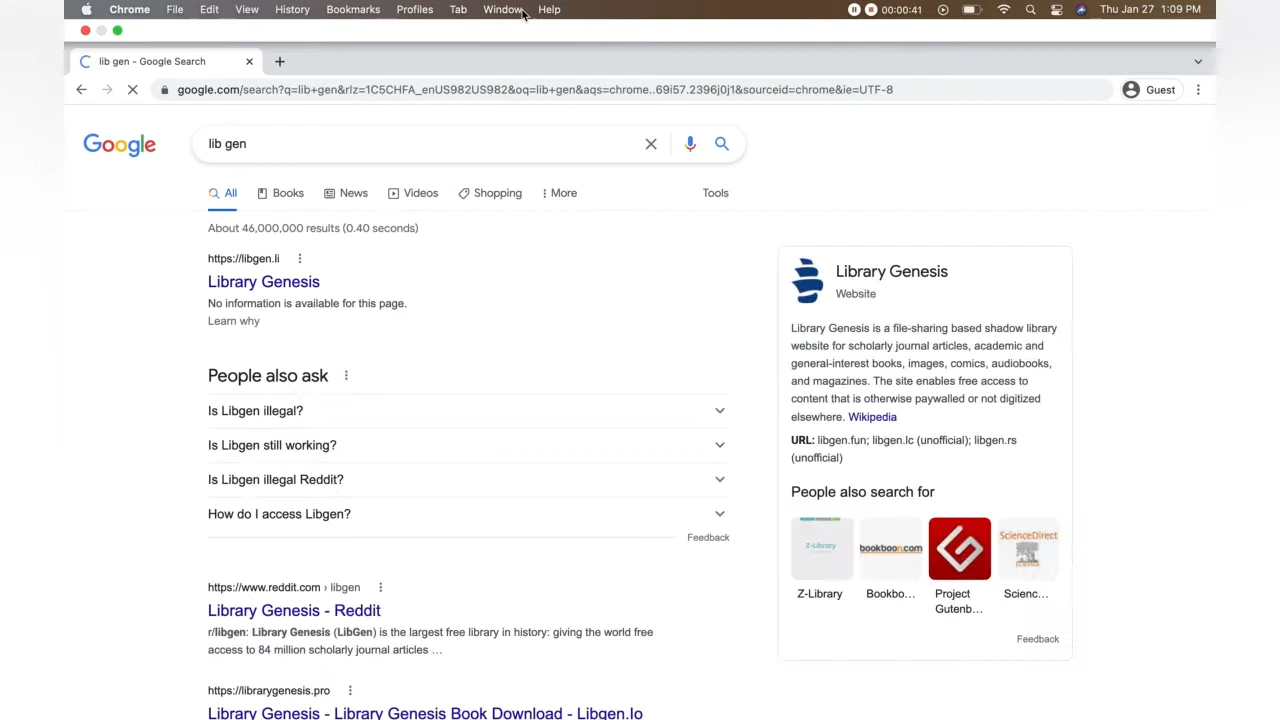 Chrome File Edit View History Bookmarks Profiles Tab Window Help 00:00:41 Thu Jan 27 1:09 PM
lib gen - Google Search
google.com/search?q=lib+gen&rlz=1C5CHFA_enUS982US982&oq=lib+gen&aqs=chrome..69i57.2396j0j1&sourceid=chrome&ie=UTF-8 Guest
Google lib gen
All Books News Videos Shopping More Tools
About 46,000,000 results (0.40 seconds)
https://libgen.li
Library Genesis
No information is available for this page.
Learn why
People also ask
Is Libgen illegal?
Is Libgen still working?
Is Libgen illegal Reddit?
How do I access Libgen?
Feedback
https://www.reddit.com › libgen
Library Genesis - Reddit
r/libgen: Library Genesis (LibGen) is the largest free library in history: giving the world free
access to 84 million scholarly journal articles ...
https://librarygenesis.pro
Library Genesis - Library Genesis Book Download - Libgen.Io
Library Genesis
Website
Library Genesis is a file-sharing based shadow library
website for scholarly journal articles, academic and
general-interest books, images, comics, audiobooks,
and magazines. The site enables free access to
content that is otherwise paywalled or not digitized
elsewhere. Wikipedia
URL: libgen.fun; libgen.lc (unofficial); libgen.rs
(unofficial)
People also search for
Z-Library bookboon.com ScienceDirect
Z-Library Bookbo... Project Scienc...
Gutenb...
Feedback